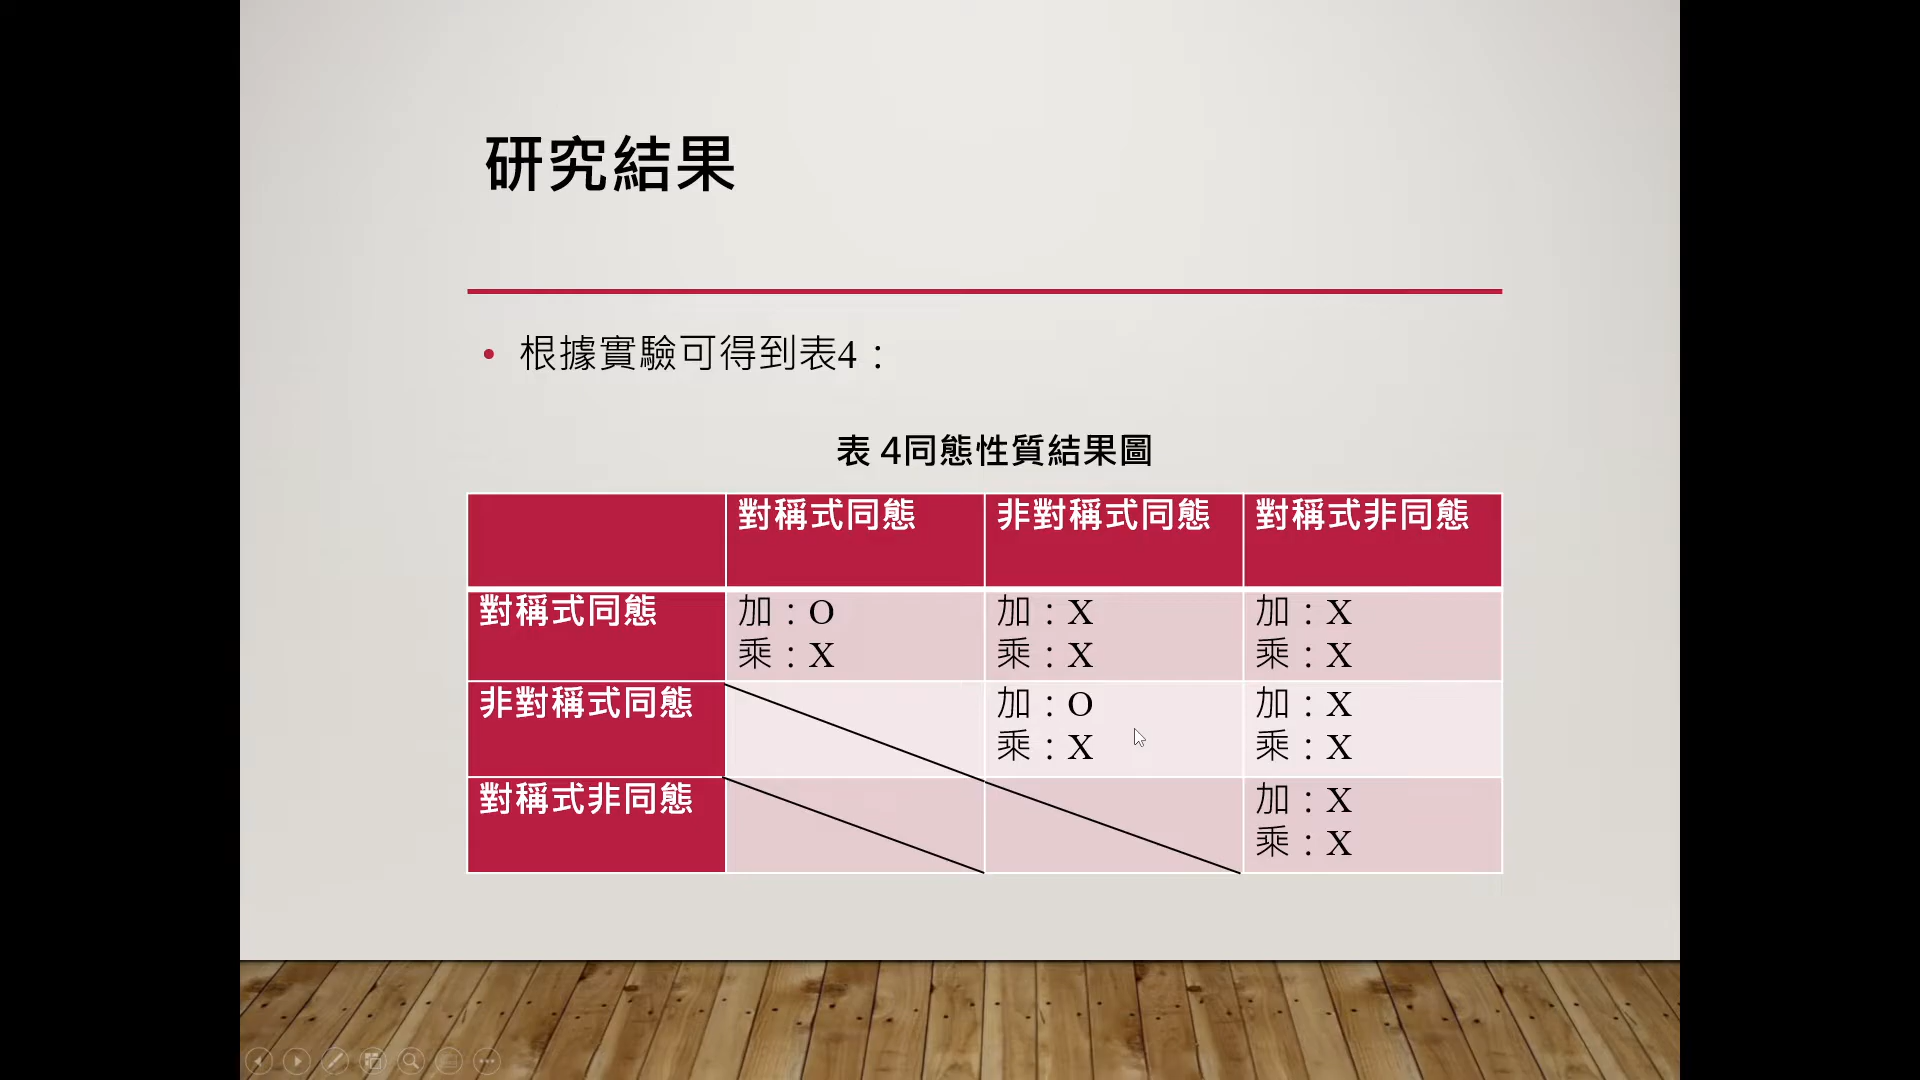 研究結果
• 根據實驗可得到表4：
表 4同態性質結果圖
對稱式同態 非對稱式同態 對稱式非同態
對稱式同態 加：O 加：X 加：X
乘：X 乘：X 乘：X
非對稱式同態 加：O 加：X
乘：X 乘：X
對稱式非同態 加：X
乘：X